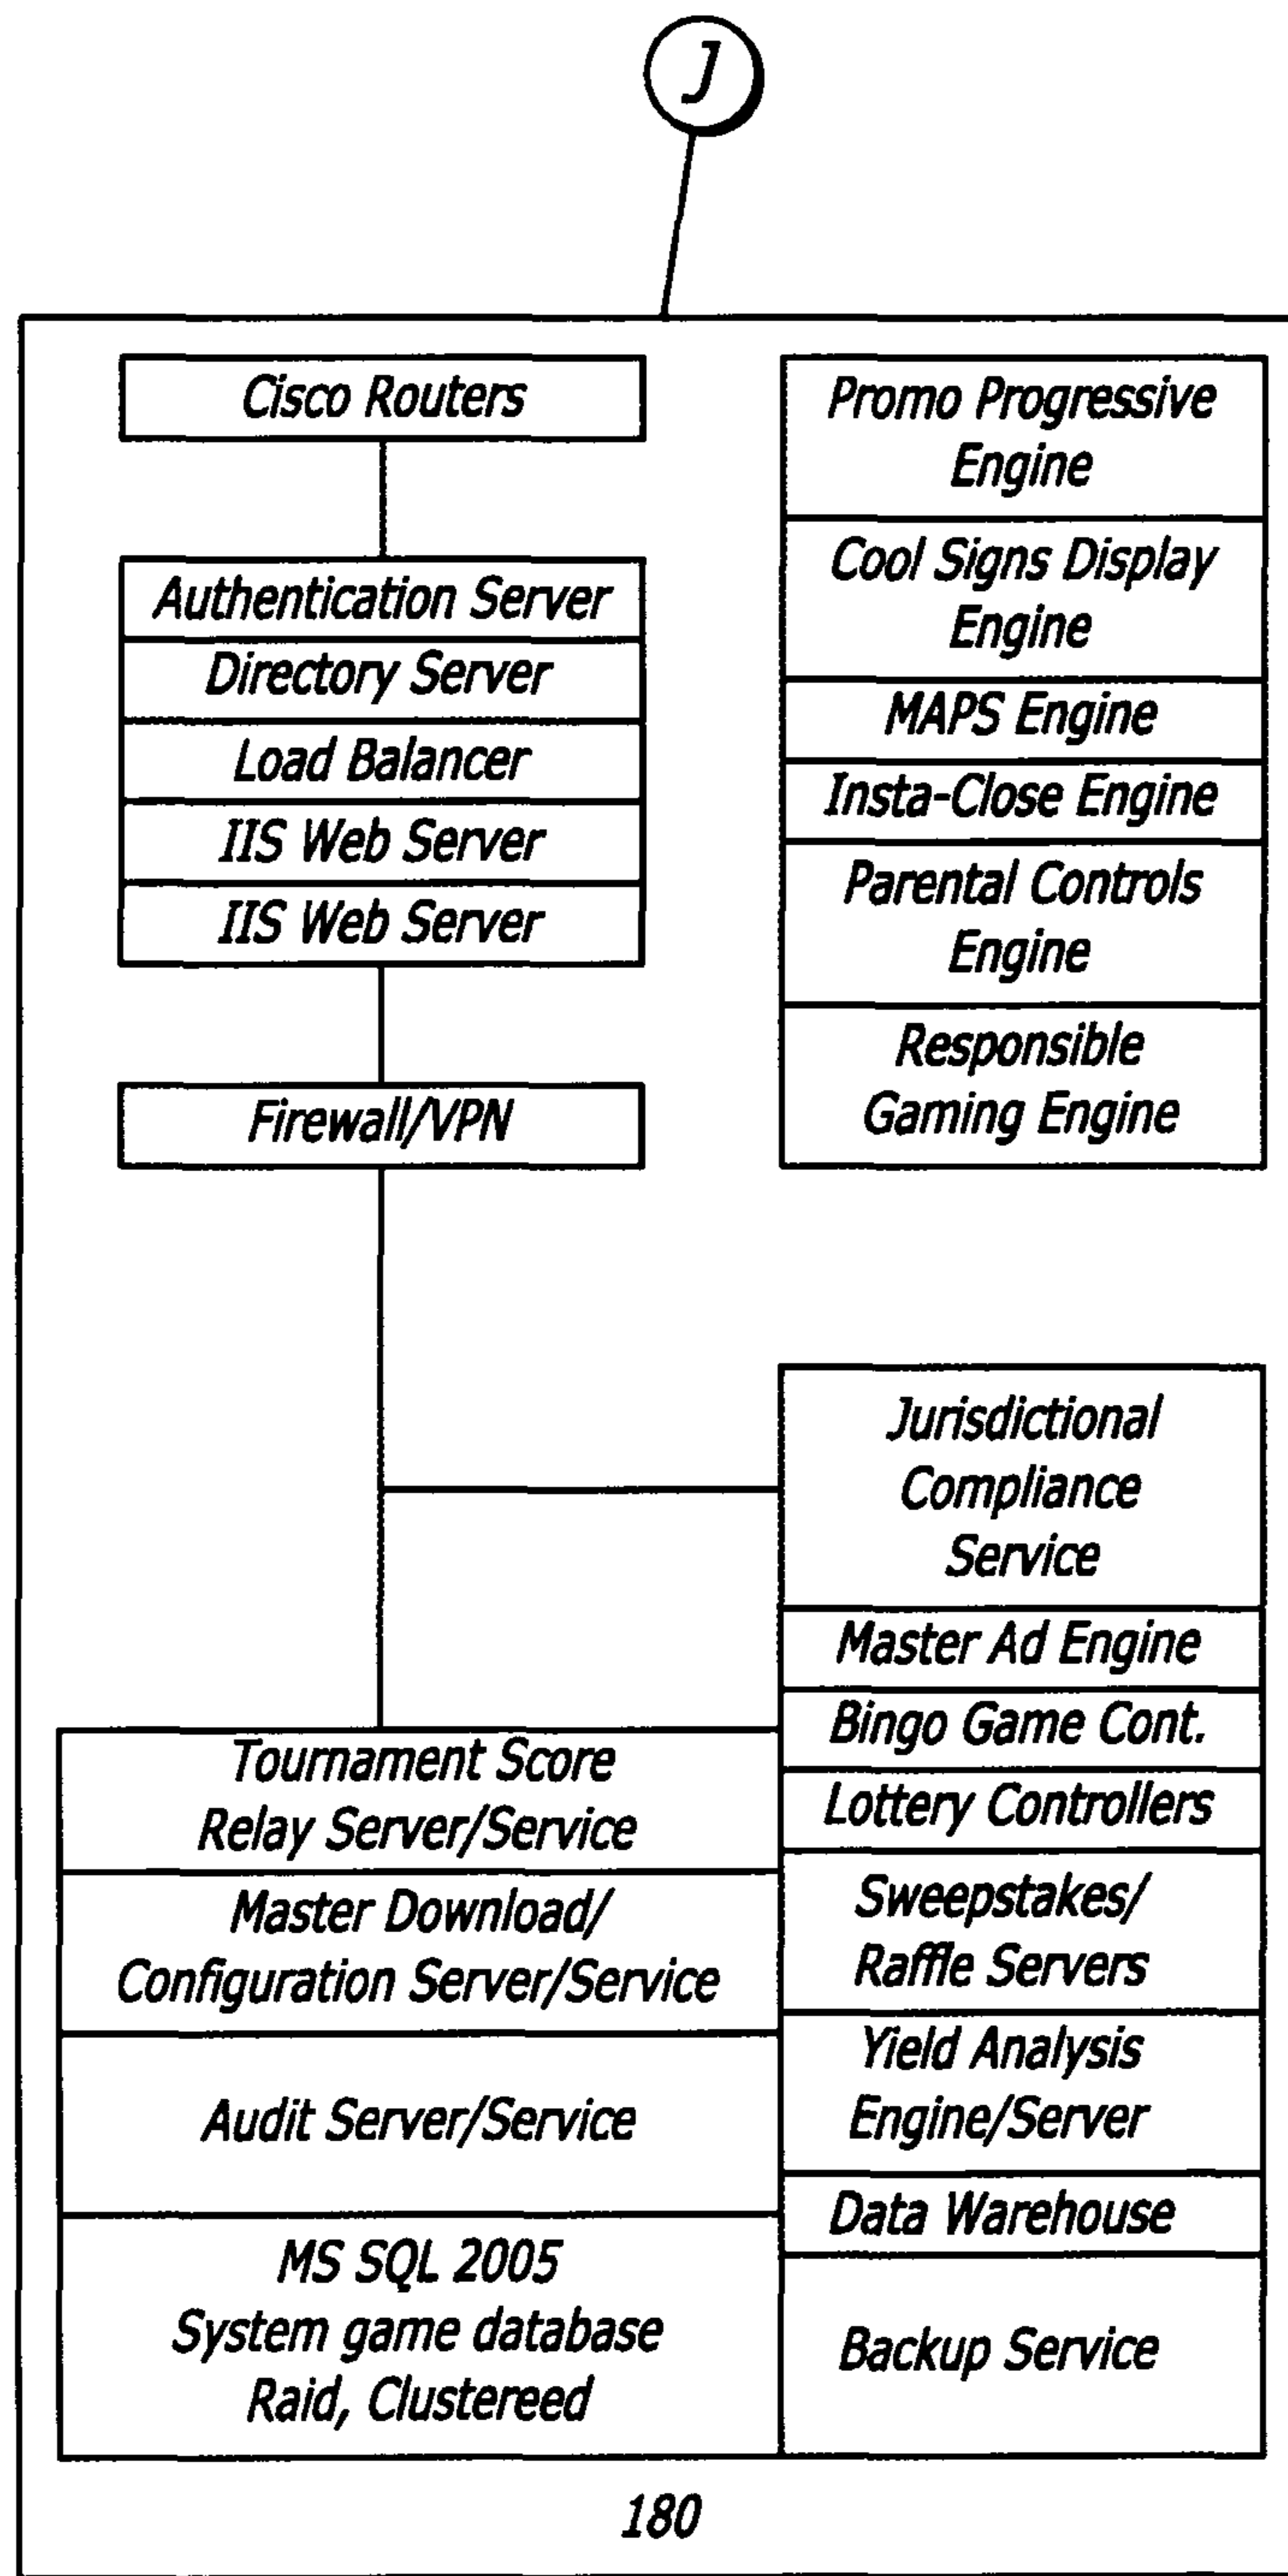 J
Cisco Routers
Authentication Server
Directory Server
Load Balancer
IIS Web Server
IIS Web Server
Firewall/VPN
Promo Progressive
Engine
Cool Signs Display
Engine
MAPS Engine
Insta-Close Engine
Parental Controls
Engine
Responsible
Gaming Engine
Tournament Score
Relay Server/Service
Master Download/
Configuration Server/Service
Audit Server/Service
MS SQL 2005
System game database
Raid, Clustereed
Jurisdictional
Compliance
Service
Master Ad Engine
Bingo Game Cont.
Lottery Controllers
Sweepstakes/
Raffle Servers
Yield Analysis
Engine/Server
Data Warehouse
Backup Service
180